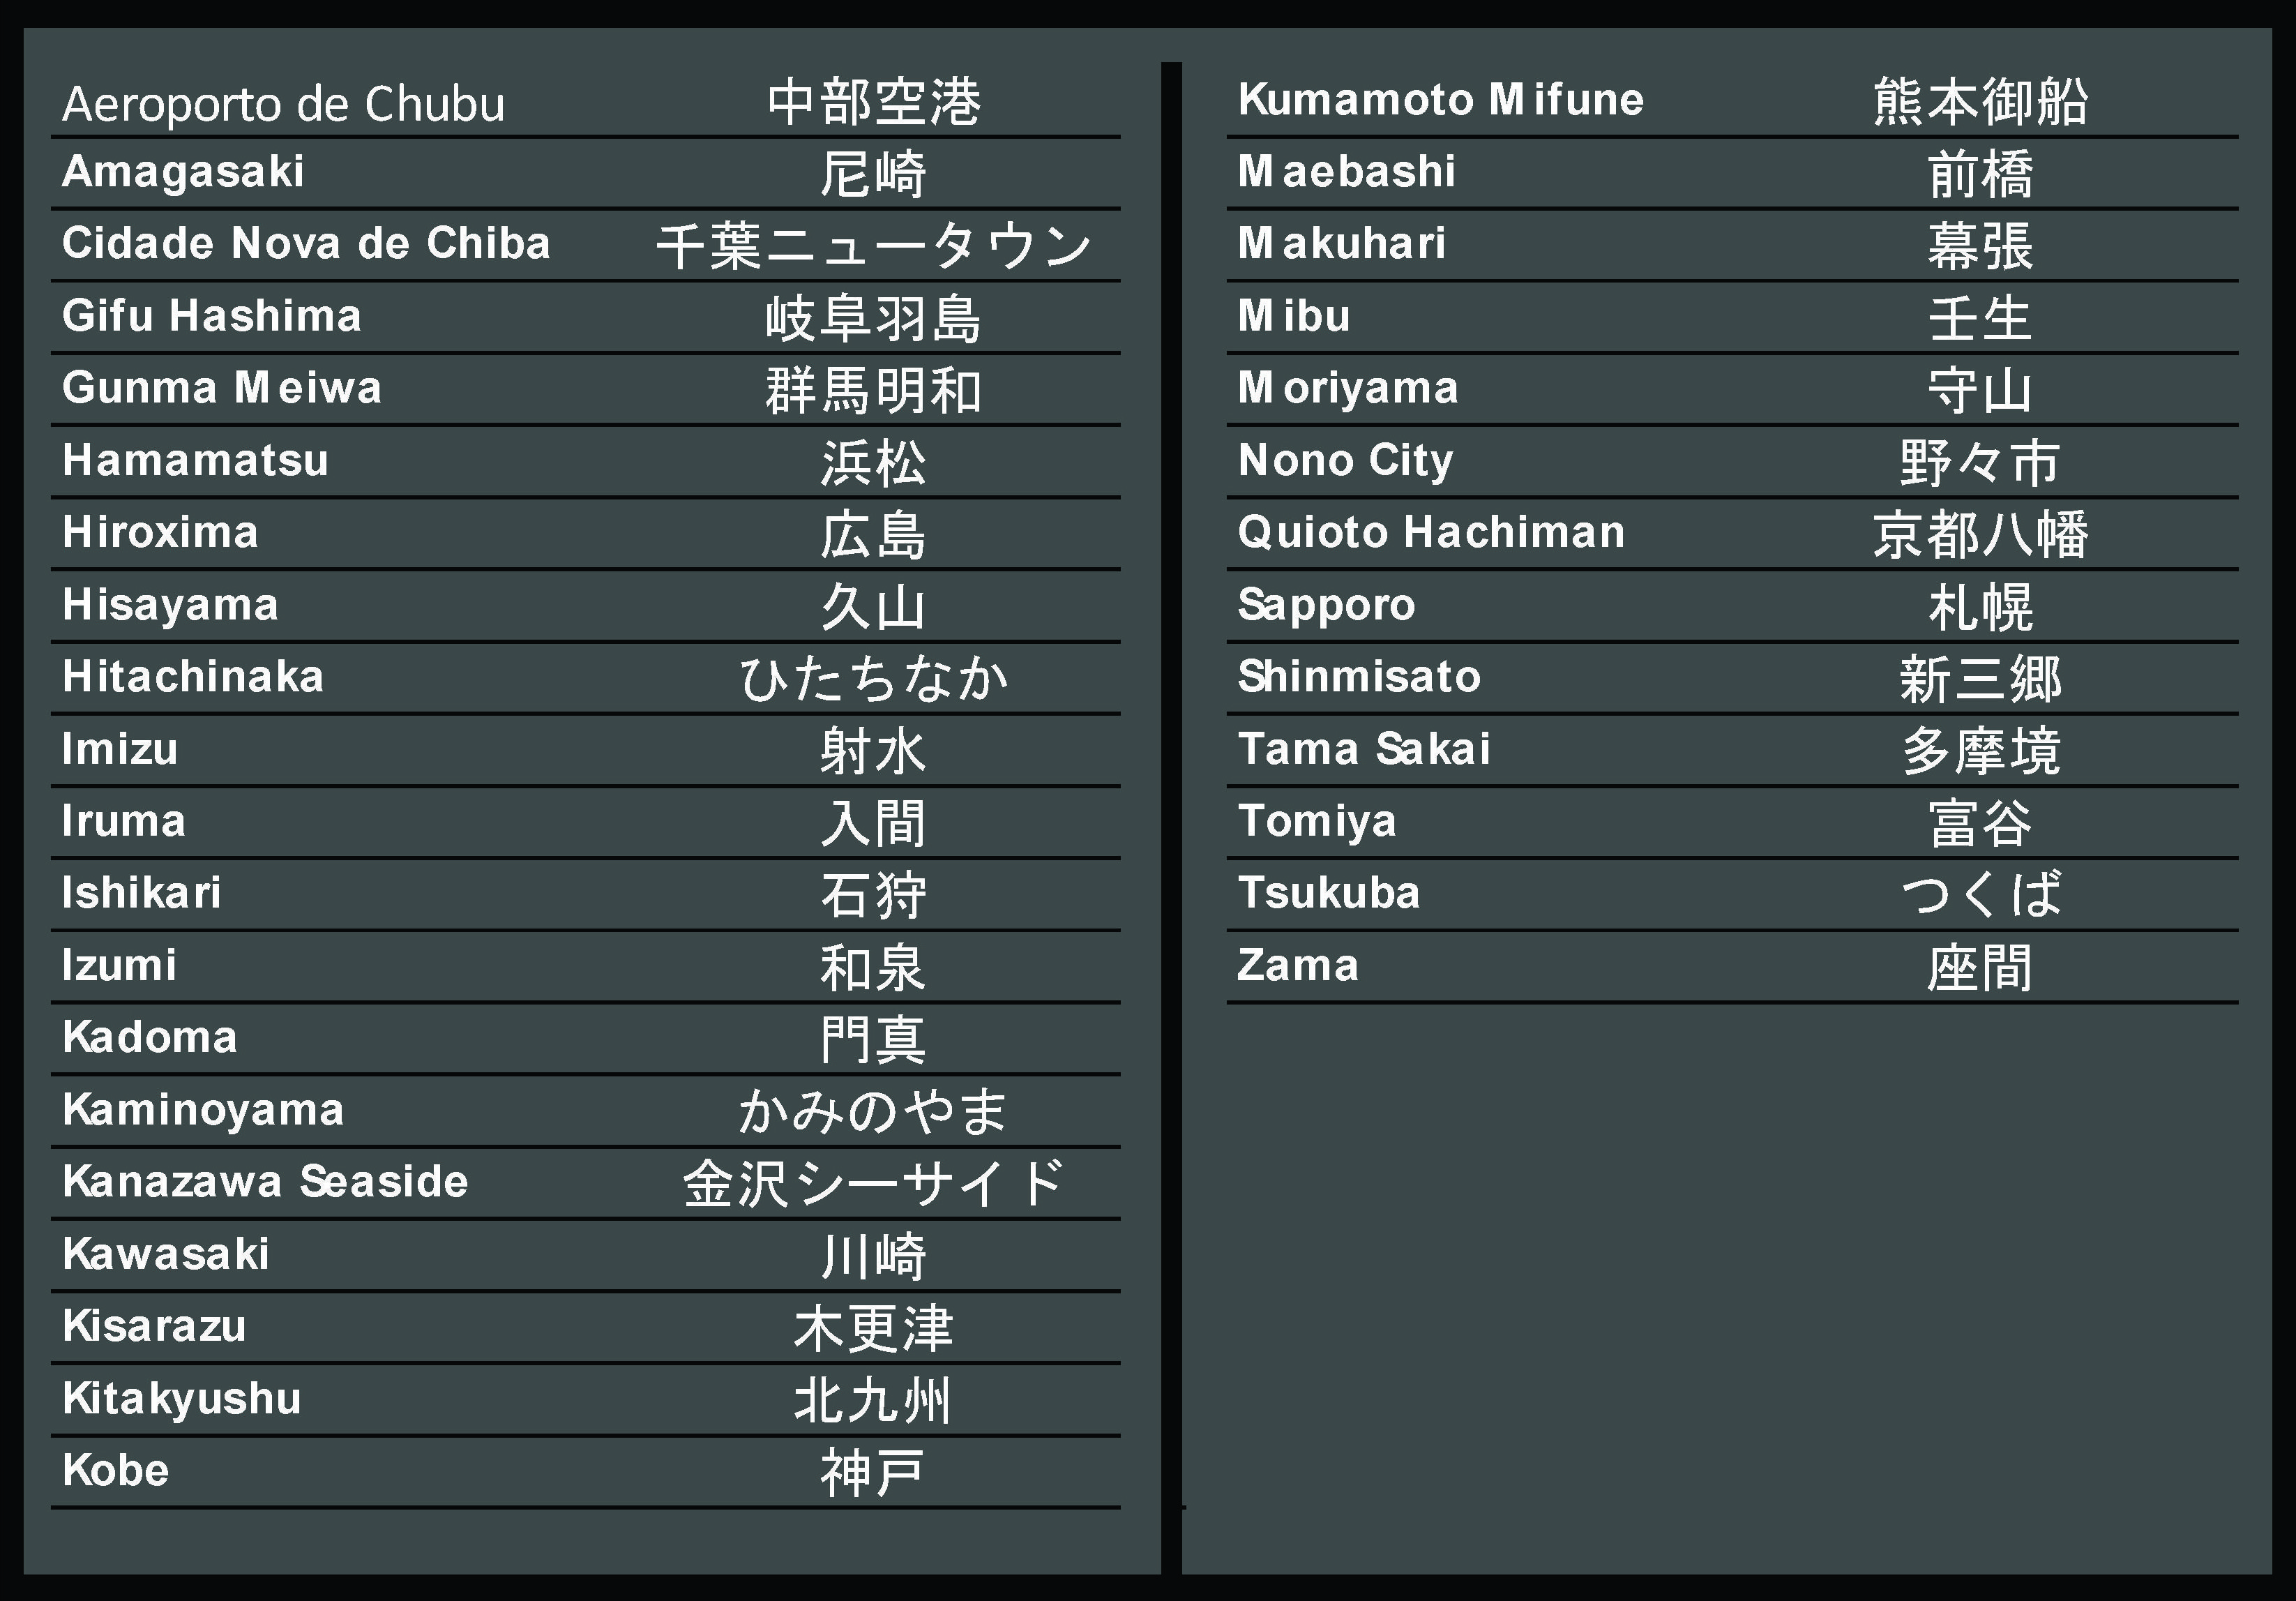 Aeroporto de Chubu 中部空港
Amagasaki 尼崎
Cidade Nova de Chiba 千葉ニュータウン
Gifu Hashima 岐阜羽島
Gunma Meiwa 群馬明和
Hamamatsu 浜松
Hiroxima 広島
Hisayama 久山
Hitachinaka ひたちなか
Imizu 射水
Iruma 入間
Ishikari 石狩
Izumi 和泉
Kadoma 門真
Kaminoyama かみのやま
Kanazawa Seaside 金沢シーサイド
Kawasaki 川崎
Kisarazu 木更津
Kitakyushu 北九州
Kobe 神戸
Kumamoto Mifune 熊本御船
Maebashi 前橋
Makuhari 幕張
Mibu 壬生
Moriyama 守山
Nono City 野々市
Quioto Hachiman 京都八幡
Sapporo 札幌
Shinmisato 新三郷
Tama Sakai 多摩境
Tomiya 富谷
Tsukuba つくば
Zama 座間